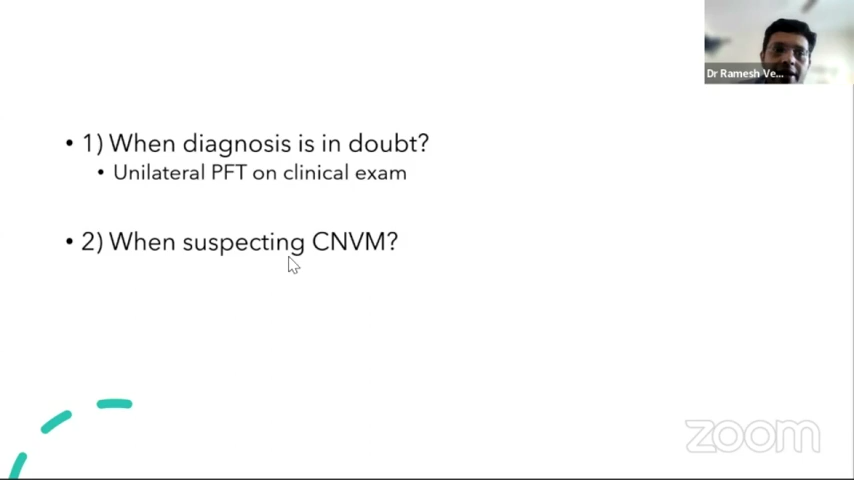 Dr Ramesh Ve...
• 1) When diagnosis is in doubt?
• Unilateral PFT on clinical exam
• 2) When suspecting CNVM?
zoom